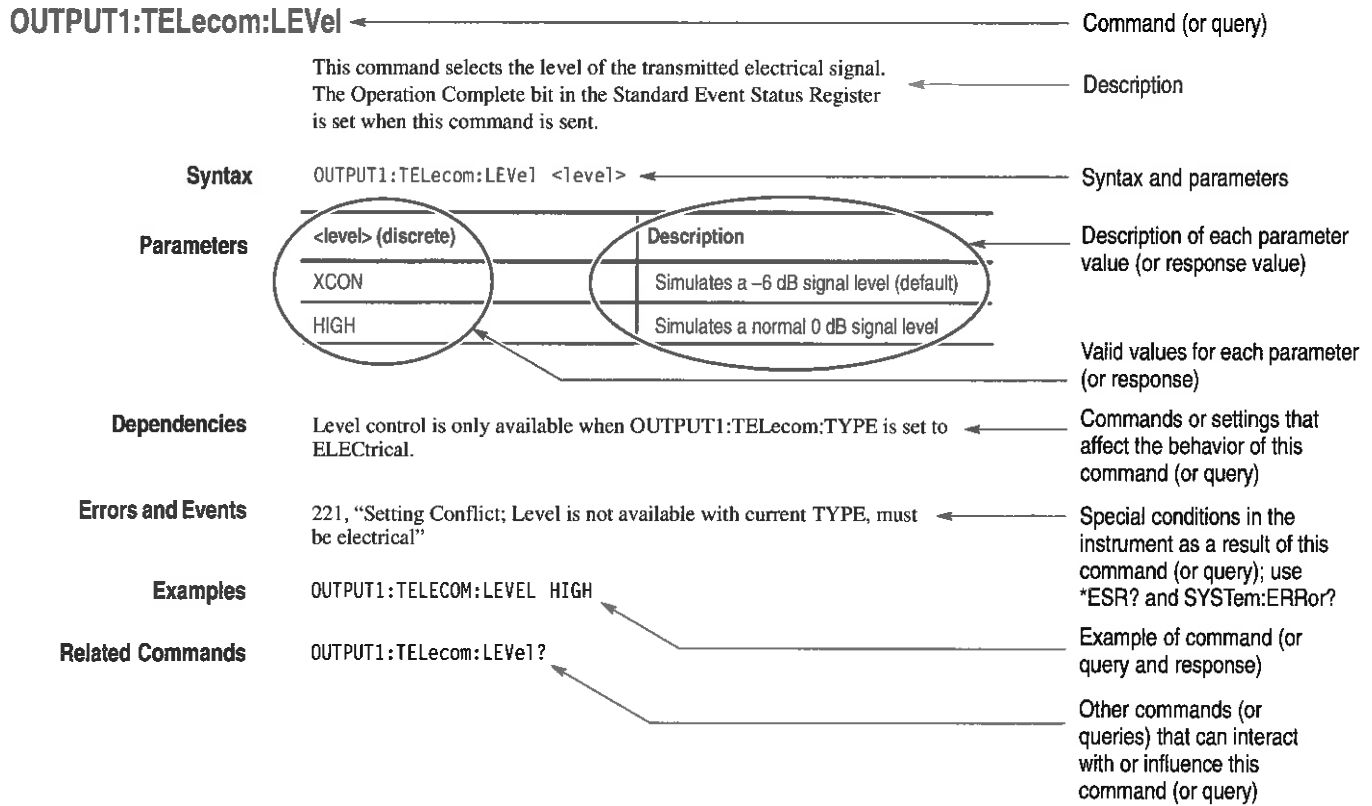 OUTPUT1:TELecom:LEVel
Command (or query)
This command selects the level of the transmitted electrical signal.
The Operation Complete bit in the Standard Event Status Register
is set when this command is sent.
Description
Syntax
OUTPUT1:TELecom:LEVel <level>
Syntax and parameters
Parameters
<level> (discrete)
Description
XCON
Simulates a –6 dB signal level (default)
HIGH
Simulates a normal 0 dB signal level
Description of each parameter
value (or response value)
Valid values for each parameter
(or response)
Dependencies
Level control is only available when OUTPUT1:TELecom:TYPE is set to
ELECtrical.
Commands or settings that
affect the behavior of this
command (or query)
Errors and Events
221, “Setting Conflict; Level is not available with current TYPE, must
be electrical”
Special conditions in the
instrument as a result of this
command (or query); use
*ESR? and SYSTem:ERRor?
Examples
OUTPUT1:TELECOM:LEVEL HIGH
Example of command (or
query and response)
Related Commands
OUTPUT1:TELecom:LEVel?
Other commands (or
queries) that can interact
with or influence this
command (or query)